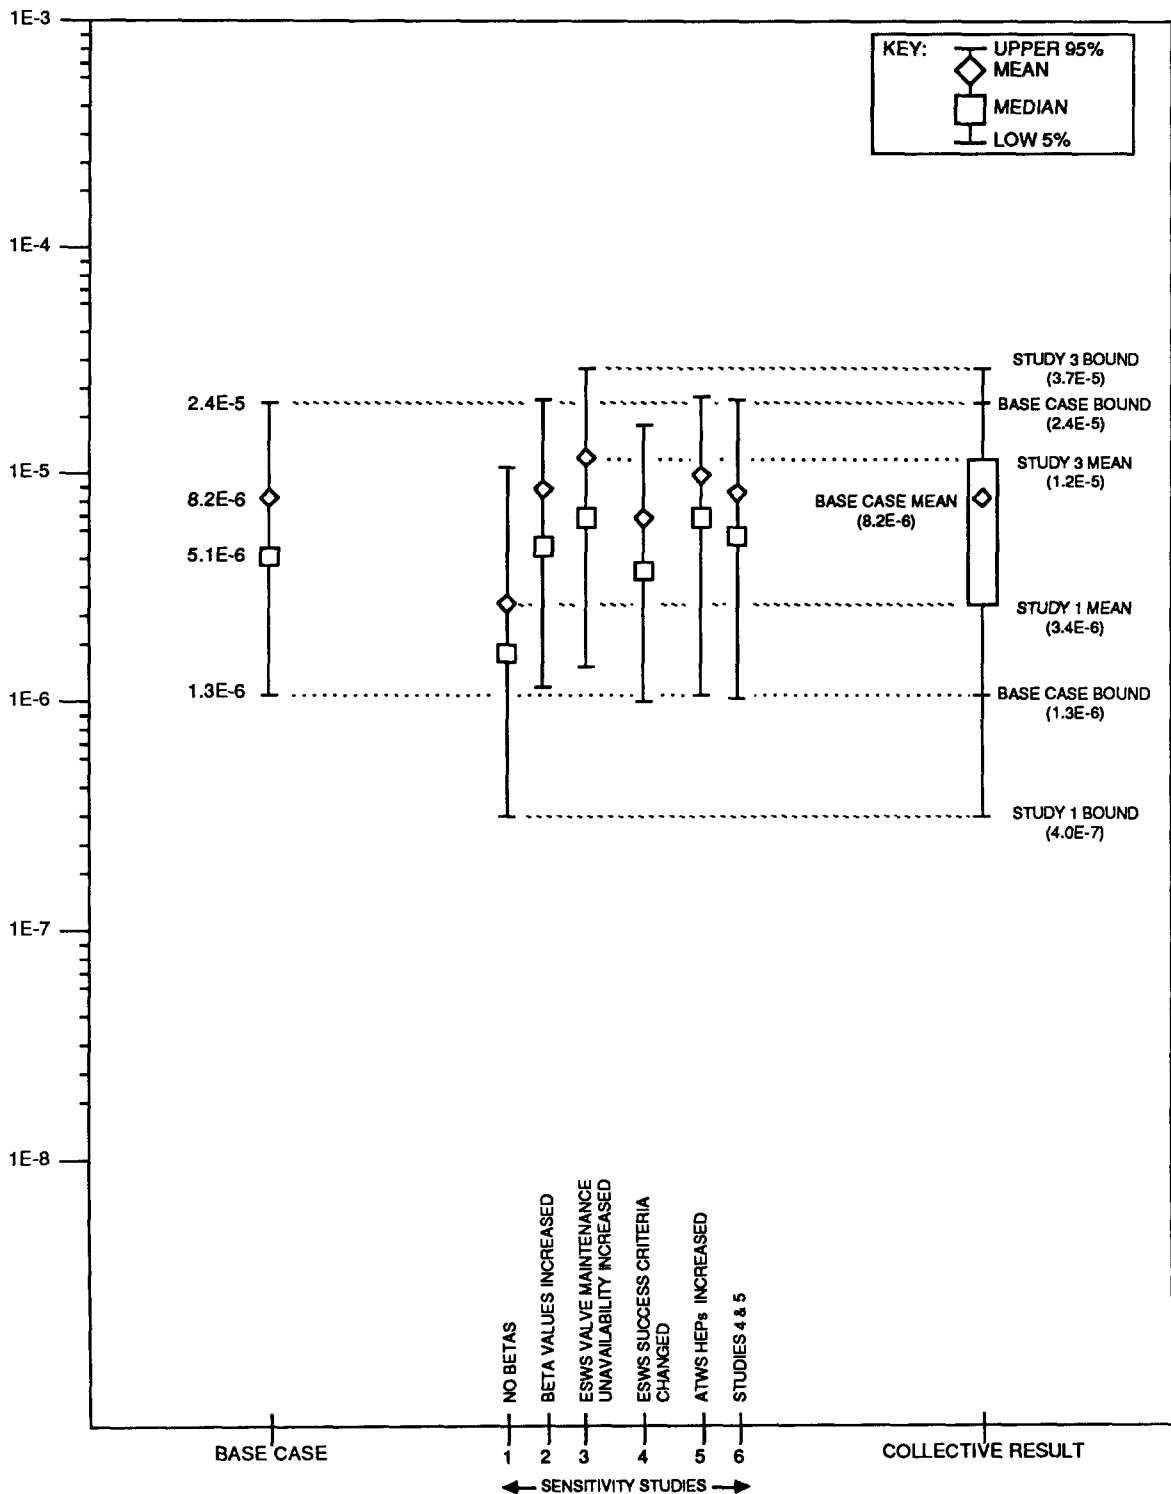 1E-3
KEY:
UPPER 95%
MEAN
MEDIAN
LOW 5%
1E-4
STUDY 3 BOUND
(3.7E-5)
2.4E-5
BASE CASE BOUND
(2.4E-5)
1E-5
STUDY 3 MEAN
(1.2E-5)
8.2E-6
BASE CASE MEAN
(8.2E-6)
5.1E-6
STUDY 1 MEAN
(3.4E-6)
1.3E-6
1E-6
BASE CASE BOUND
(1.3E-6)
STUDY 1 BOUND
(4.0E-7)
1E-7
1E-8
NO BETAS
BETA VALUES INCREASED
ESWS VALVE MAINTENANCE
UNAVAILABILITY INCREASED
ESWS SUCCESS CRITERIA
CHANGED
ATWS HEPs INCREASED
STUDIES 4 & 5
BASE CASE
1 2 3 4 5 6
COLLECTIVE RESULT
SENSITIVITY STUDIES